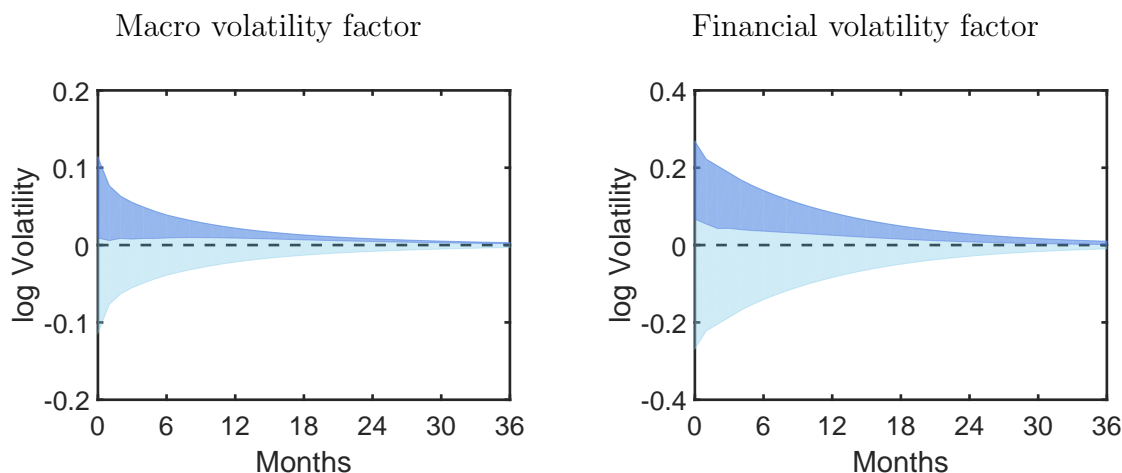 Macro volatility factor
0.2
0.1
0
-0.1
-0.2
log Volatility
0 6 12 18 24 30 36
Months
Financial volatility factor
0.4
0.2
0
-0.2
-0.4
log Volatility
0 6 12 18 24 30 36
Months